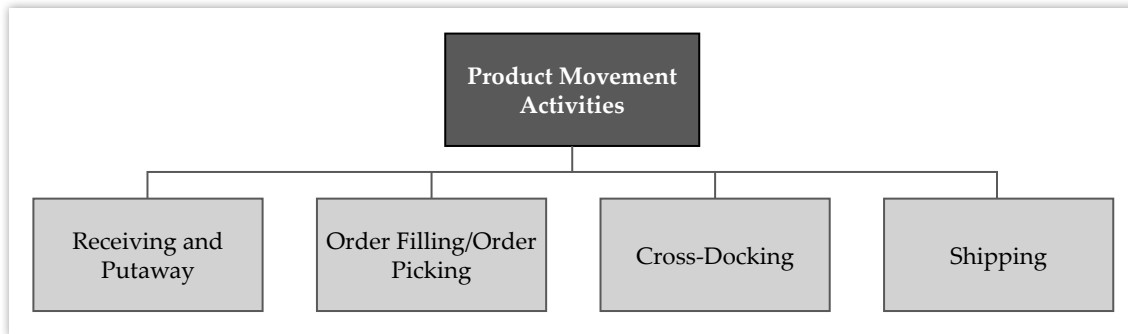 Product Movement
Activities
Receiving and
Putaway
Order Filling/Order
Picking
Cross-Docking
Shipping